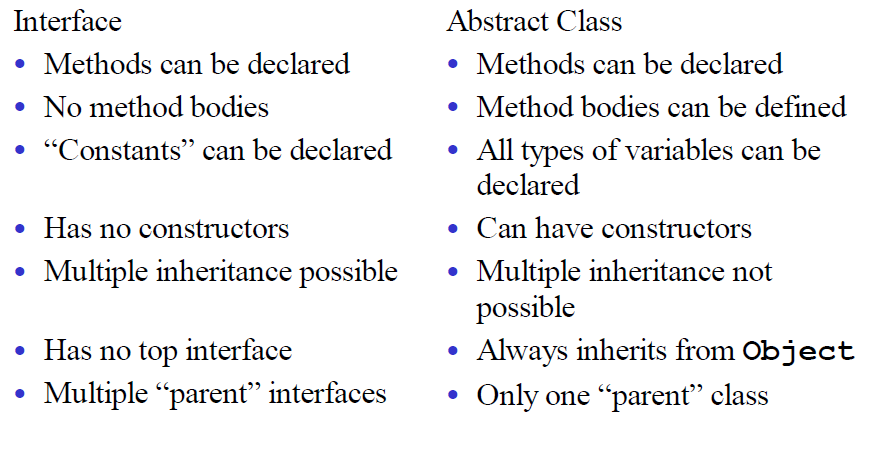 Interface
• Methods can be declared
• No method bodies
• “Constants” can be declared
• Has no constructors
• Multiple inheritance possible
• Has no top interface
• Multiple “parent” interfaces
Abstract Class
• Methods can be declared
• Method bodies can be defined
• All types of variables can be
declared
• Can have constructors
• Multiple inheritance not
possible
• Always inherits from Object
• Only one “parent” class